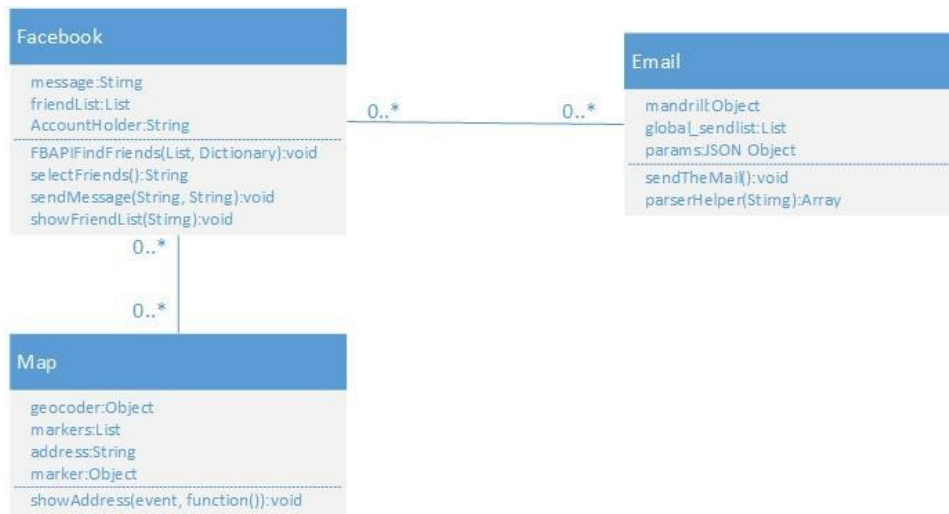 Facebook
message:Stirng
friendList:List
AccountHolder:String
FBAPIFindFriends(List, Dictionary):void
selectFriends():String
sendMessage(String, String):void
showFriendList(Stirng):void
0..*
0..*
Email
mandrill:Object
global_sendlist:List
params:JSON Object
sendTheMail():void
parserHelper(Stirng):Array
0..*
0..*
Map
geocoder:Object
markers:List
address:String
marker:Object
showAddress(event, function()):void